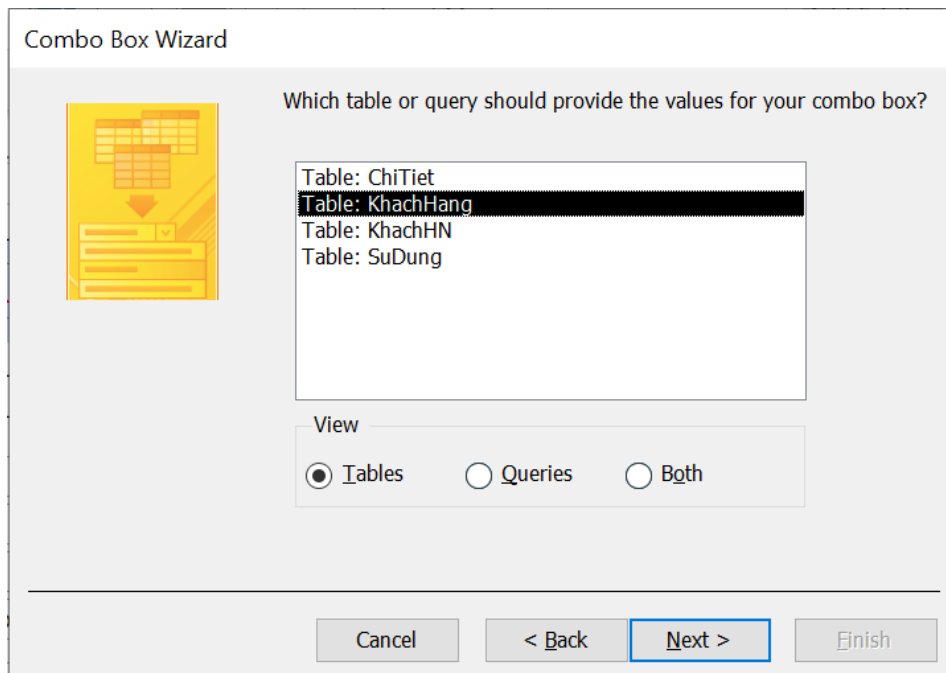 Combo Box Wizard
Which table or query should provide the values for your combo box?
Table: ChiTiet
Table: KhachHang
Table: KhachHN
Table: SuDung
View
Tables Queries Both
Cancel < Back Next > Finish